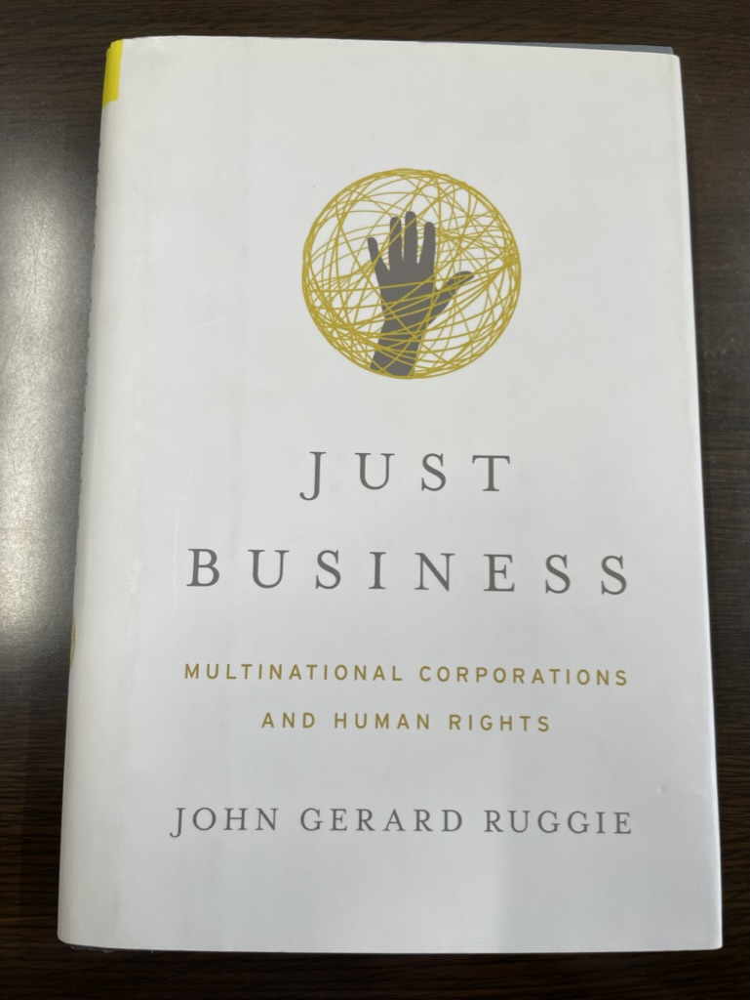 JUST
BUSINESS
MULTINATIONAL CORPORATIONS
AND HUMAN RIGHTS
JOHN GERARD RUGGIE